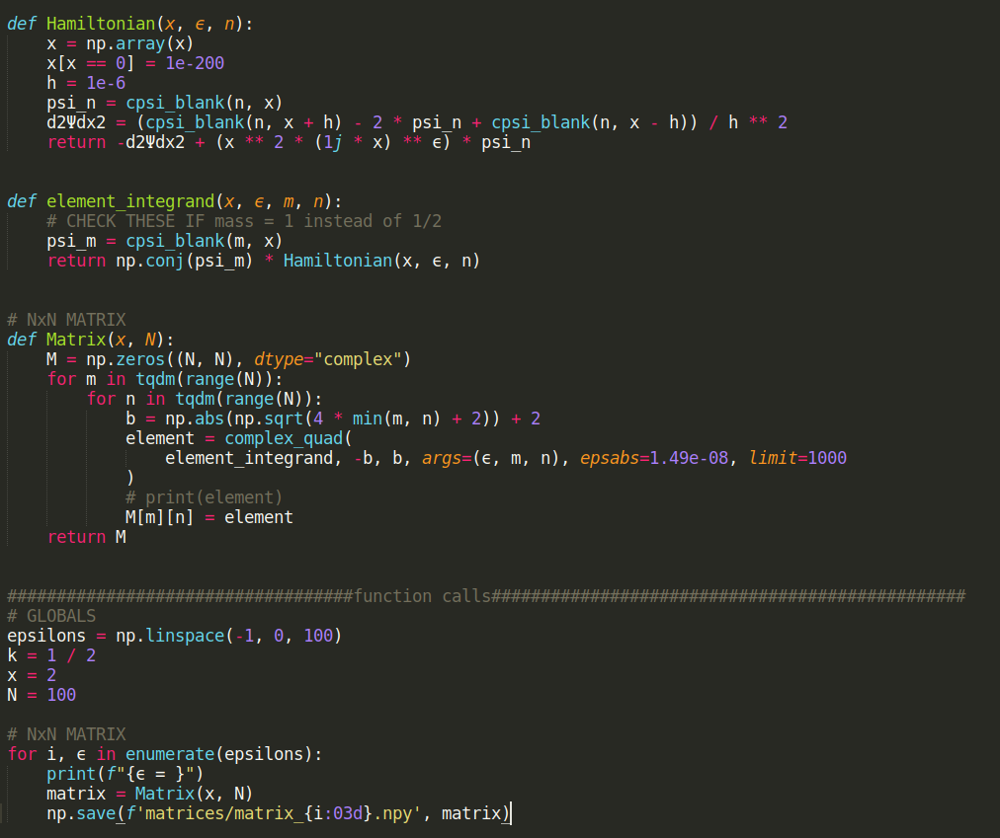 def Hamiltonian(x, ϵ, n):
    x = np.array(x)
    x[x == 0] = 1e-200
    h = 1e-6
    psi_n = cpsi_blank(n, x)
    d2Ψdx2 = (cpsi_blank(n, x + h) - 2 * psi_n + cpsi_blank(n, x - h)) / h ** 2
    return -d2Ψdx2 + (x ** 2 * (1j * x) ** ϵ) * psi_n
def element_integrand(x, ϵ, m, n):
    # CHECK THESE IF mass = 1 instead of 1/2
    psi_m = cpsi_blank(m, x)
    return np.conj(psi_m) * Hamiltonian(x, ϵ, n)
# NxN MATRIX
def Matrix(x, N):
    M = np.zeros((N, N), dtype="complex")
    for m in tqdm(range(N)):
        for n in tqdm(range(N)):
            b = np.abs(np.sqrt(4 * min(m, n) + 2)) + 2
            element = complex_quad(
                element_integrand, -b, b, args=(ϵ, m, n), epsabs=1.49e-08, limit=1000
            )
            # print(element)
            M[m][n] = element
    return M
###################################function calls################################################
# GLOBALS
epsilons = np.linspace(-1, 0, 100)
k = 1 / 2
x = 2
N = 100
# NxN MATRIX
for i, ϵ in enumerate(epsilons):
    print(f"{ϵ = }")
    matrix = Matrix(x, N)
    np.save(f'matrices/matrix_{i:03d}.npy', matrix)